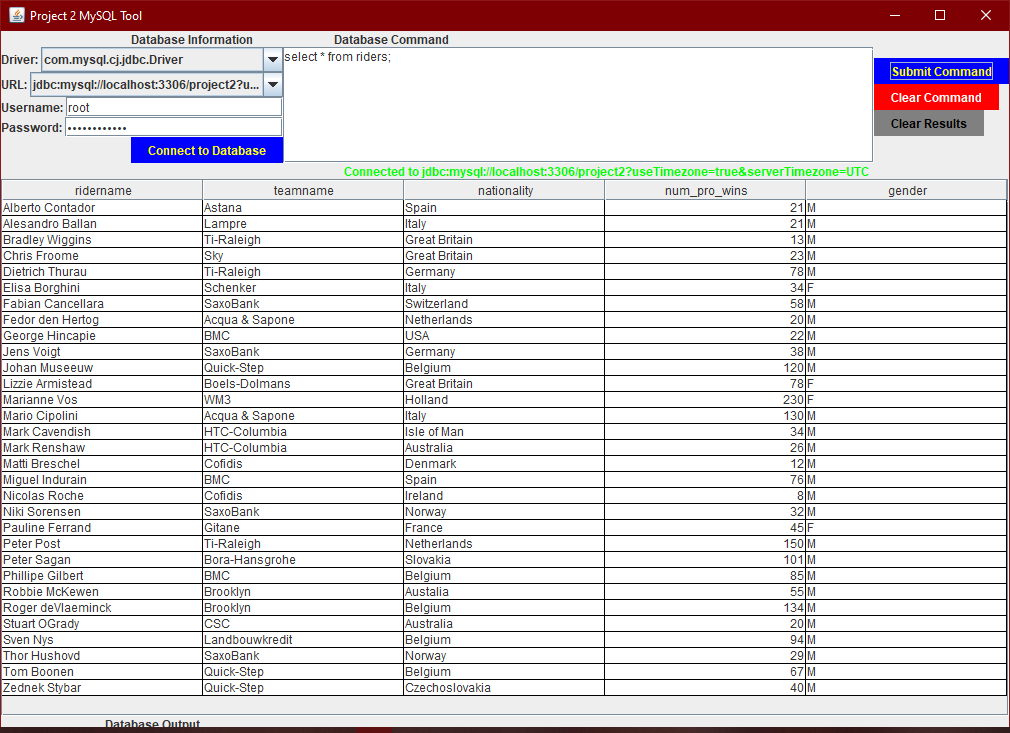 Project 2 MySQL Tool
Database Information Database Command
Driver: com.mysql.cj.jdbc.Driver
select * from riders;
URL: jdbc:mysql://localhost:3306/project2?u...
Submit Command
Username: root
Clear Command
Password: ••••••••••••
Clear Results
Connect to Database
Connected to jdbc:mysql://localhost:3306/project2?useTimezone=true&serverTimezone=UTC
ridername teamname nationality num_pro_wins gender
Alberto Contador Astana Spain 21 M
Alesandro Ballan Lampre Italy 21 M
Bradley Wiggins Ti-Raleigh Great Britain 13 M
Chris Froome Sky Great Britain 23 M
Dietrich Thurau Ti-Raleigh Germany 78 M
Elisa Borghini Schenker Italy 34 F
Fabian Cancellara SaxoBank Switzerland 58 M
Fedor den Hertog Acqua & Sapone Netherlands 20 M
George Hincapie BMC USA 22 M
Jens Voigt SaxoBank Germany 38 M
Johan Museeuw Quick-Step Belgium 120 M
Lizzie Armistead Boels-Dolmans Great Britain 78 F
Marianne Vos WM3 Holland 230 F
Mario Cipolini Acqua & Sapone Italy 130 M
Mark Cavendish HTC-Columbia Isle of Man 34 M
Mark Renshaw HTC-Columbia Australia 26 M
Matti Breschel Cofidis Denmark 12 M
Miguel Indurain BMC Spain 76 M
Nicolas Roche Cofidis Ireland 8 M
Niki Sorensen SaxoBank Norway 32 M
Pauline Ferrand Gitane France 45 F
Peter Post Ti-Raleigh Netherlands 150 M
Peter Sagan Bora-Hansgrohe Slovakia 101 M
Phillipe Gilbert BMC Belgium 85 M
Robbie McKewen Brooklyn Austalia 55 M
Roger deVlaeminck Brooklyn Belgium 134 M
Stuart OGrady CSC Australia 20 M
Sven Nys Landbouwkredit Belgium 94 M
Thor Hushovd SaxoBank Norway 29 M
Tom Boonen Quick-Step Belgium 67 M
Zednek Stybar Quick-Step Czechoslovakia 40 M
Database Output